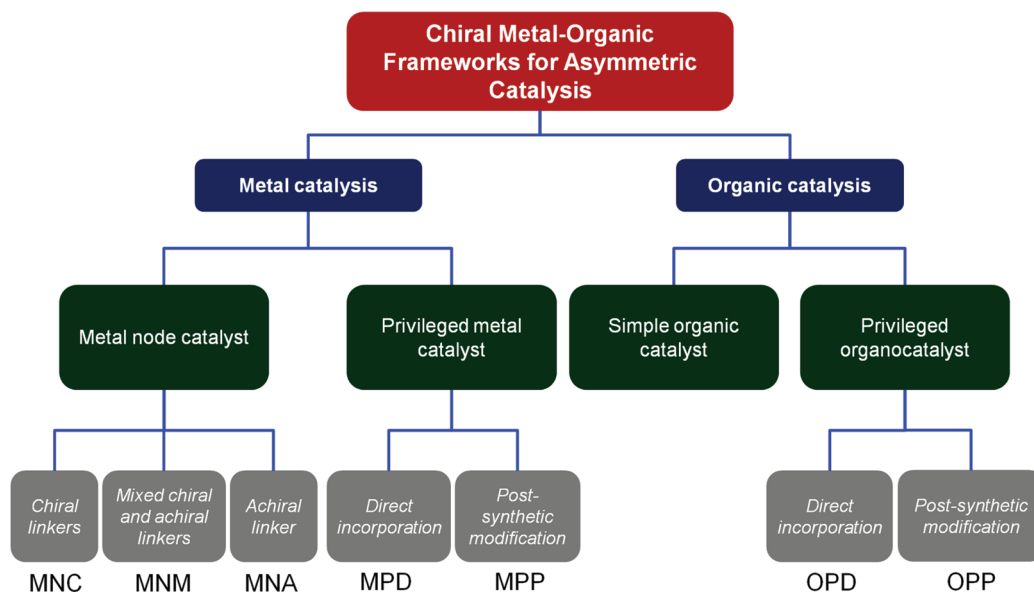 Chiral Metal-Organic
Frameworks for Asymmetric
Catalysis
Metal catalysis
Organic catalysis
Metal node catalyst
Privileged metal
catalyst
Simple organic
catalyst
Privileged
organocatalyst
Chiral
linkers
Mixed chiral
and achiral
linkers
Achiral
linker
Direct
incorporation
Post-
synthetic
modification
Direct
incorporation
Post-synthetic
modification
MNC
MNM
MNA
MPD
MPP
OPD
OPP